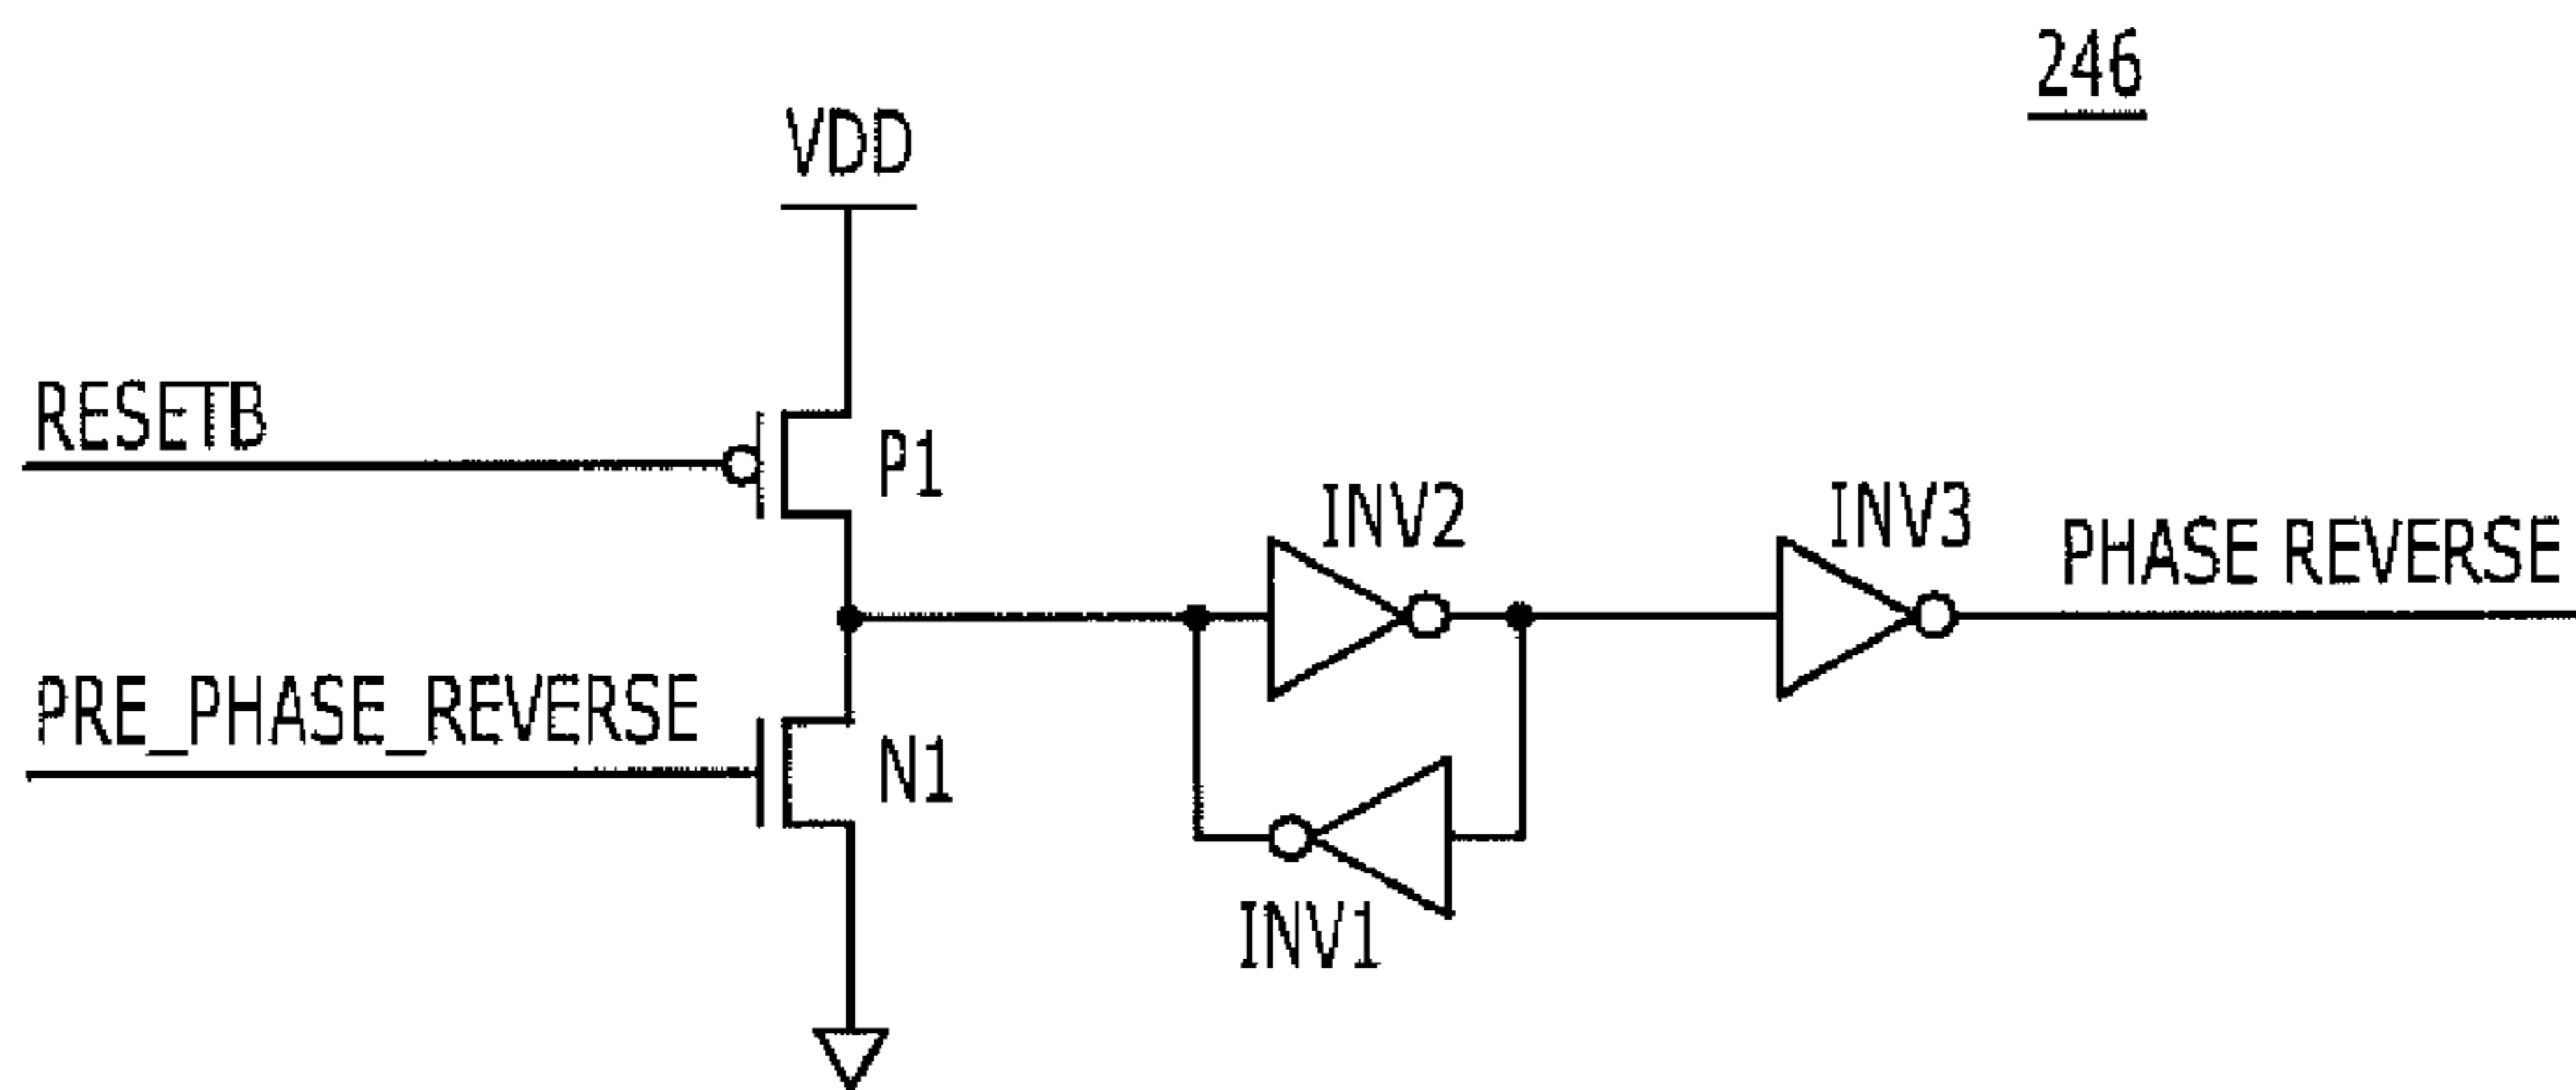 246
VDD
RESETB
P1
INV2
INV3
PHASE REVERSE
PRE_PHASE_REVERSE
N1
INV1